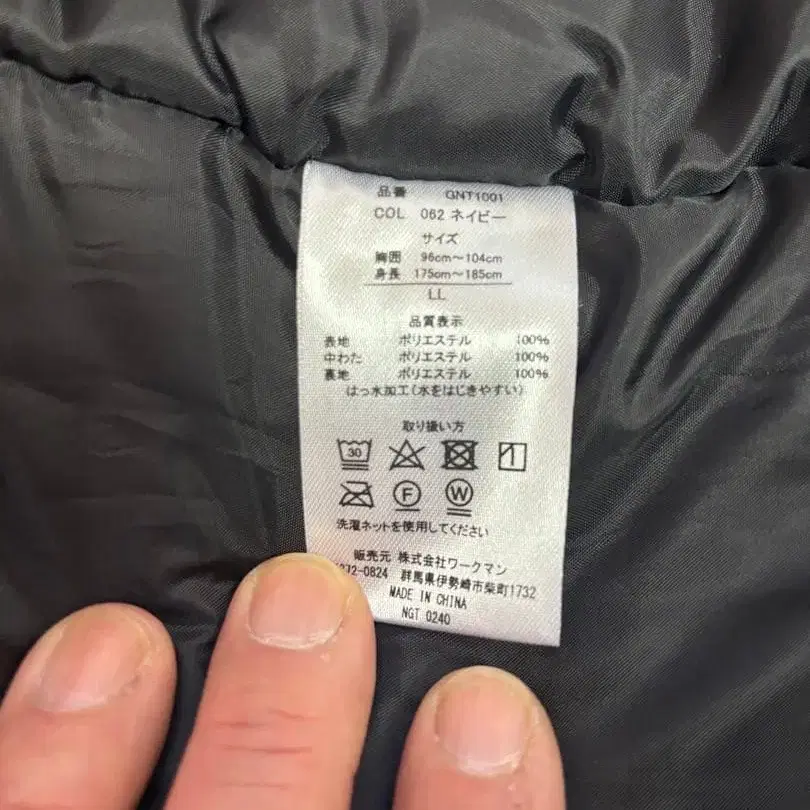 品番 GNT1001
COL 062 ネイビー
サイズ
胸囲 96cm～104cm
身長 175cm～185cm
LL
品質表示
表地 ポリエステル 100%
中わた ポリエステル 100%
裏地 ポリエステル 100%
はっ水加工(水をはじきやすい)
取り扱い方
30
F W
洗濯ネットを使用してください
販売元 株式会社ワークマン
372-0824 群馬県伊勢崎市柴町1732
MADE IN CHINA
NGT 0240